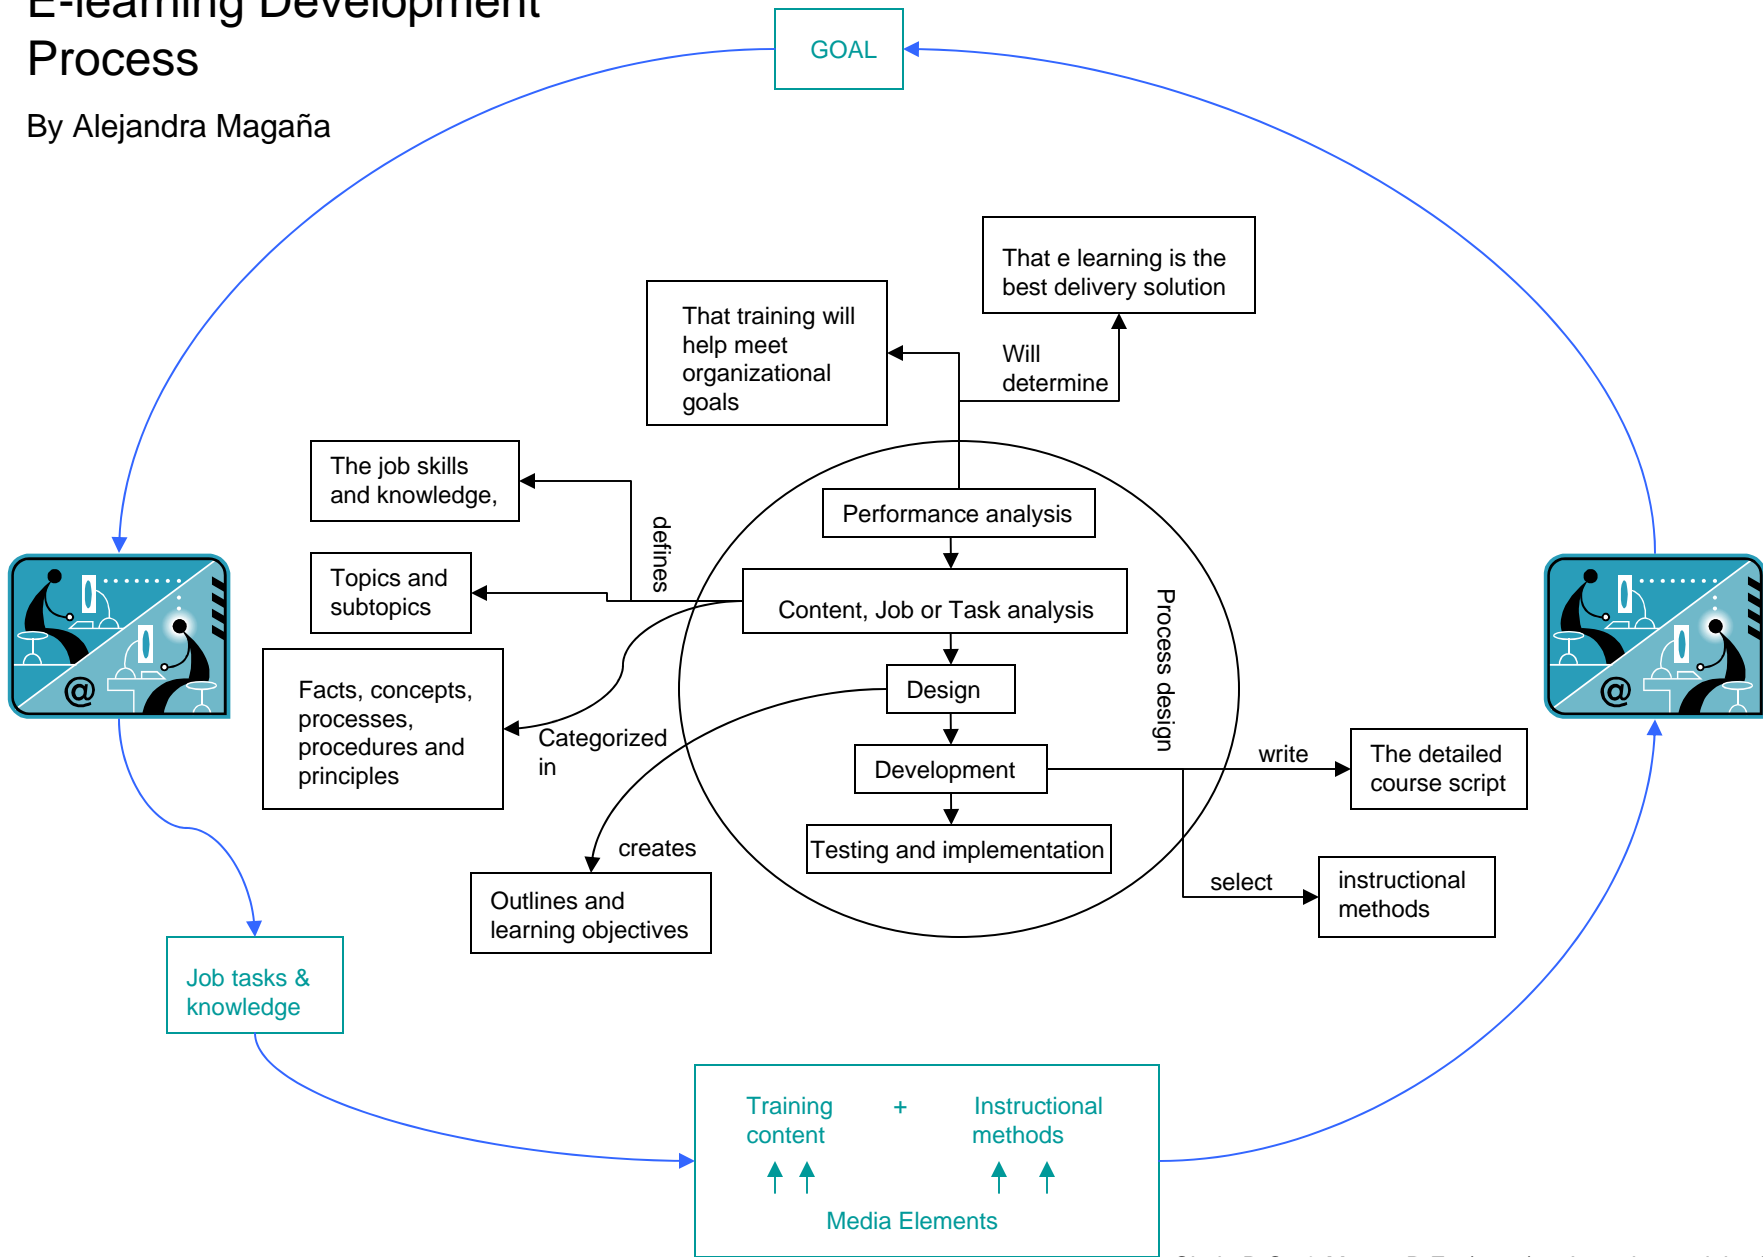 E-learning Development
Process
By Alejandra Magaña
GOAL
That e learning is the
best delivery solution
That training will
help meet
organizational
goals
Will
determine
The job skills
and knowledge,
defines
Performance analysis
Topics and
subtopics
Content, Job or Task analysis
Process design
Facts, concepts,
processes,
procedures and
principles
Categorized
in
Design
Development
write
The detailed
course script
Testing and implementation
creates
select
instructional
methods
Outlines and
learning objectives
@
@
Job tasks &
knowledge
Training + Instructional
content methods
Media Elements